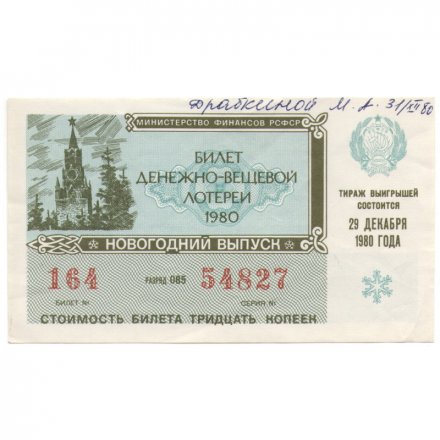 Драбкиной М. А. 31/XII 80
МИНИСТЕРСТВО ФИНАНСОВ РСФСР
БИЛЕТ
ДЕНЕЖНО-ВЕЩЕВОЙ
ЛОТЕРЕИ
1980
НОВОГОДНИЙ ВЫПУСК
ТИРАЖ ВЫИГРЫШЕЙ
СОСТОИТСЯ
29 ДЕКАБРЯ
1980 ГОДА
164 РАЗРЯД 085 54827
БИЛЕТ № СЕРИЯ №
СТОИМОСТЬ БИЛЕТА ТРИДЦАТЬ КОПЕЕК